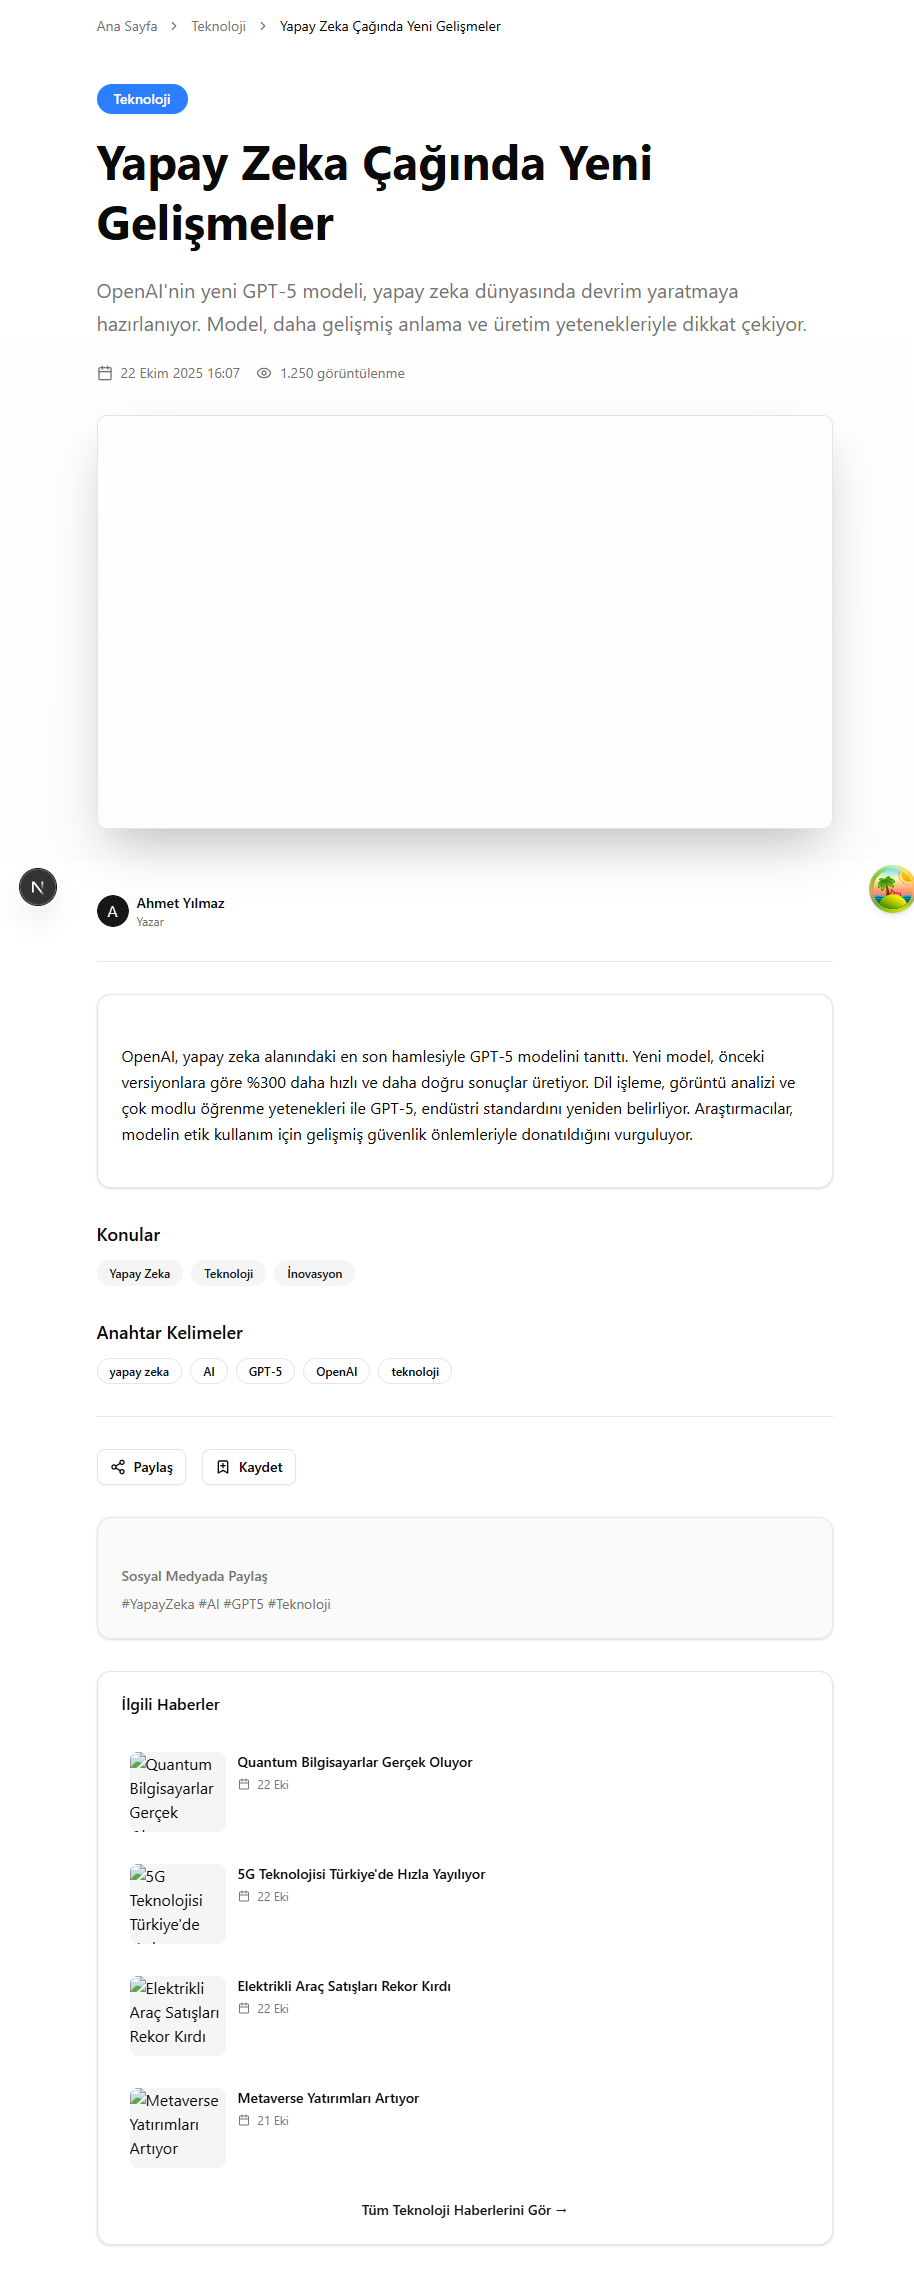 Ana Sayfa > Teknoloji > Yapay Zeka Çağında Yeni Gelişmeler
Teknoloji
Yapay Zeka Çağında Yeni
Gelişmeler
OpenAI'nin yeni GPT-5 modeli, yapay zeka dünyasında devrim yaratmaya
hazırlanıyor. Model, daha gelişmiş anlama ve üretim yetenekleriyle dikkat çekiyor.
22 Ekim 2025 16:07 1.250 görüntülenme
N
A
Ahmet Yılmaz
Yazar
OpenAI, yapay zeka alanındaki en son hamlesiyle GPT-5 modelini tanıttı. Yeni model, önceki
versiyonlara göre %300 daha hızlı ve daha doğru sonuçlar üretiyor. Dil işleme, görüntü analizi ve
çok modlu öğrenme yetenekleri ile GPT-5, endüstri standardını yeniden belirliyor. Araştırmacılar,
modelin etik kullanım için gelişmiş güvenlik önlemleriyle donatıldığını vurguluyor.
Konular
Yapay Zeka Teknoloji İnovasyon
Anahtar Kelimeler
yapay zeka AI GPT-5 OpenAI teknoloji
Paylaş Kaydet
Sosyal Medyada Paylaş
#YapayZeka #AI #GPT5 #Teknoloji
İlgili Haberler
Quantum
Bilgisayarlar
Gerçek
Quantum Bilgisayarlar Gerçek Oluyor
22 Eki
5G
Teknolojisi
Türkiye'de
5G Teknolojisi Türkiye'de Hızla Yayılıyor
22 Eki
Elektrikli
Araç Satışları
Rekor Kırdı
Elektrikli Araç Satışları Rekor Kırdı
22 Eki
Metaverse
Yatırımları
Artıyor
Metaverse Yatırımları Artıyor
21 Eki
Tüm Teknoloji Haberlerini Gör →